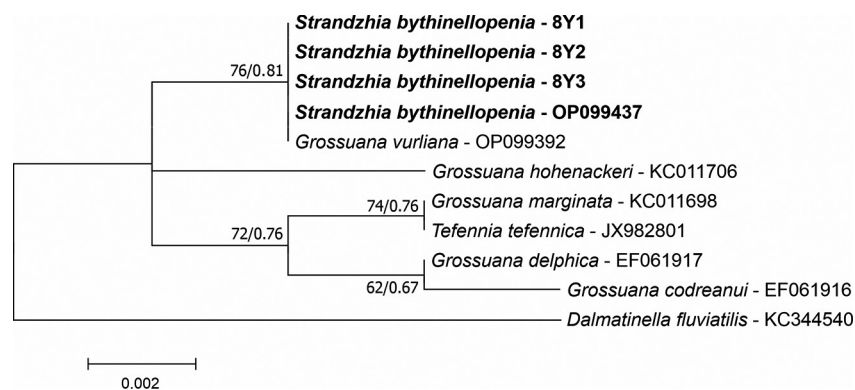 Strandzhia bythinellopenia - 8Y1
Strandzhia bythinellopenia - 8Y2
76/0.81
Strandzhia bythinellopenia - 8Y3
Strandzhia bythinellopenia - OP099437
Grossuana vurliana - OP099392
Grossuana hohenackeri - KC011706
74/0.76
Grossuana marginata - KC011698
72/0.76
Tefennia tefennica - JX982801
Grossuana delphica - EF061917
62/0.67
Grossuana codreanui - EF061916
Dalmatinella fluviatilis - KC344540
0.002